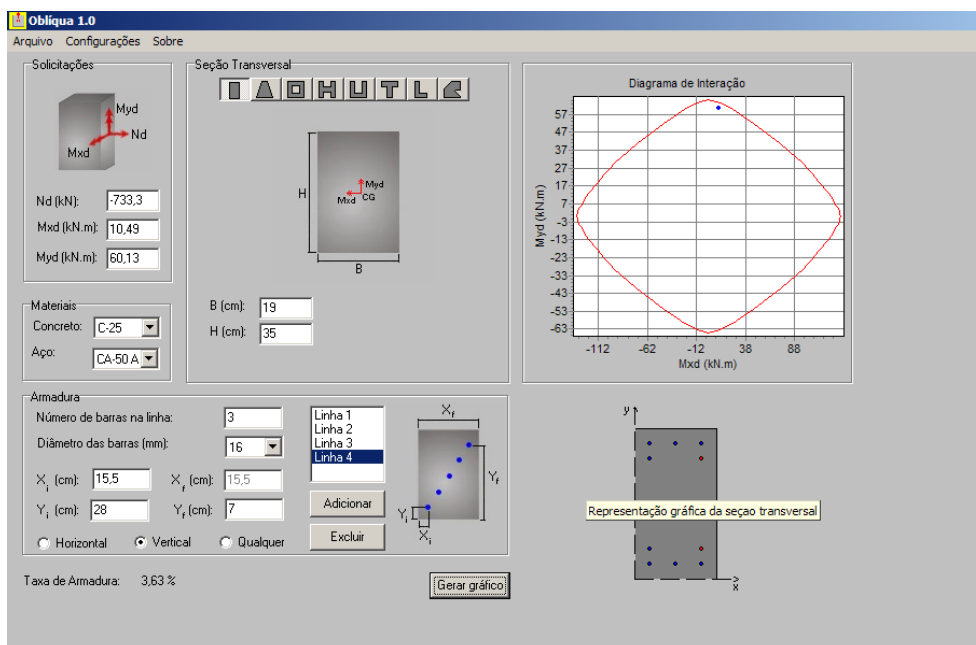 Oblíqua 1.0
Arquivo Configurações Sobre
Solicitações
Myd
Nd
Mxd
Nd (kN): -733,3
Mxd (kN.m): 10,49
Myd (kN.m): 60,13
Materiais
Concreto: C-25
Aço: CA-50 A
Seção Transversal
H
Myd
Mxd CG
B
B (cm): 19
H (cm): 35
Diagrama de Interação
Myd (kN.m)
57
47
37
27
17
7
-3
-13
-23
-33
-43
-53
-63
-112 -62 -12 38 88
Mxd (kN.m)
Armadura
Número de barras na linha: 3
Diâmetro das barras (mm): 16
Xi (cm): 15,5 Xf (cm): 15,5
Yi (cm): 28 Yf (cm): 7
Horizontal Vertical Qualquer
Linha 1
Linha 2
Linha 3
Linha 4
Adicionar
Excluir
Xf
Yf
Yi
Xi
Taxa de Armadura: 3,63 %
Gerar gráfico
y
Representação gráfica da seçao transversal
x